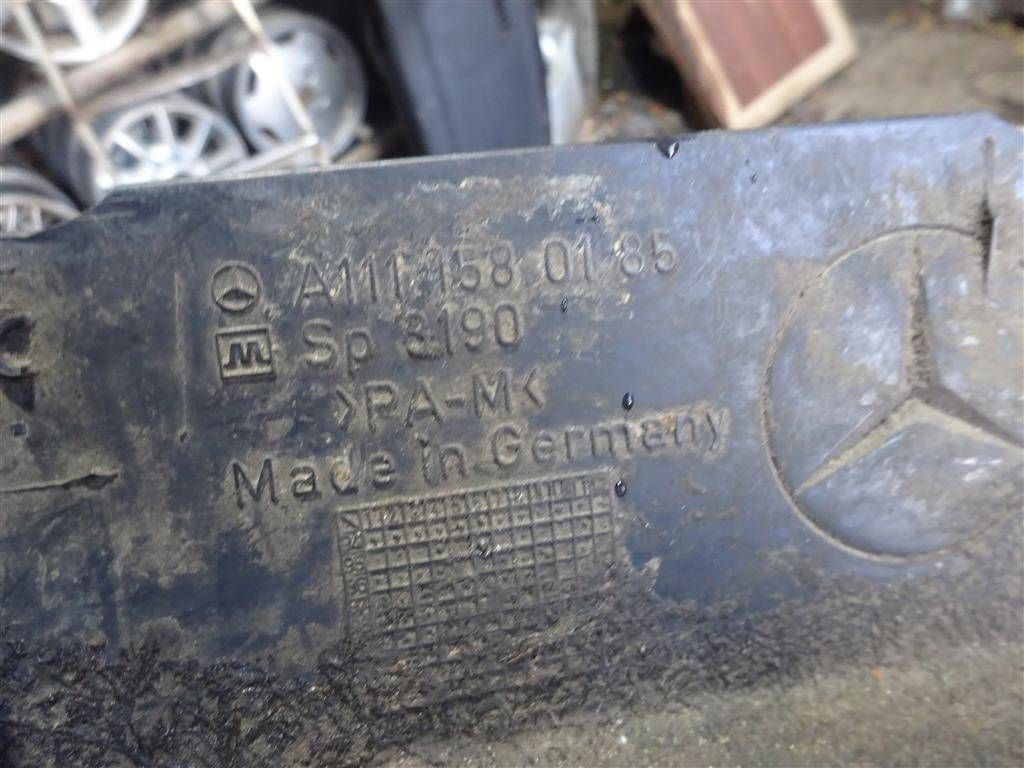 A111 158 01 85
M Sp 3190
>PA-M<
Made in Germany